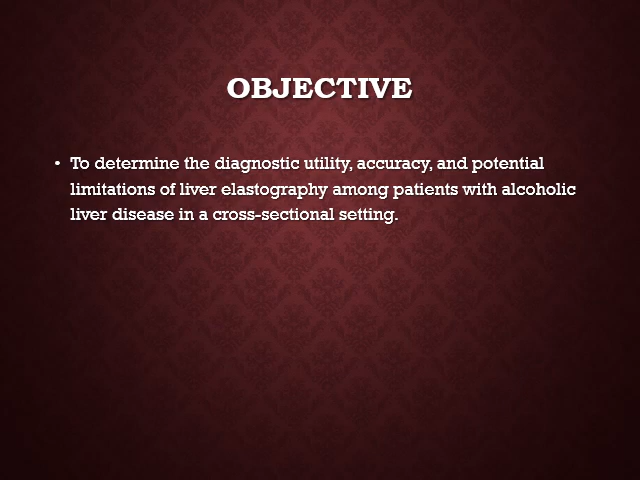 OBJECTIVE
• To determine the diagnostic utility, accuracy, and potential
limitations of liver elastography among patients with alcoholic
liver disease in a cross-sectional setting.